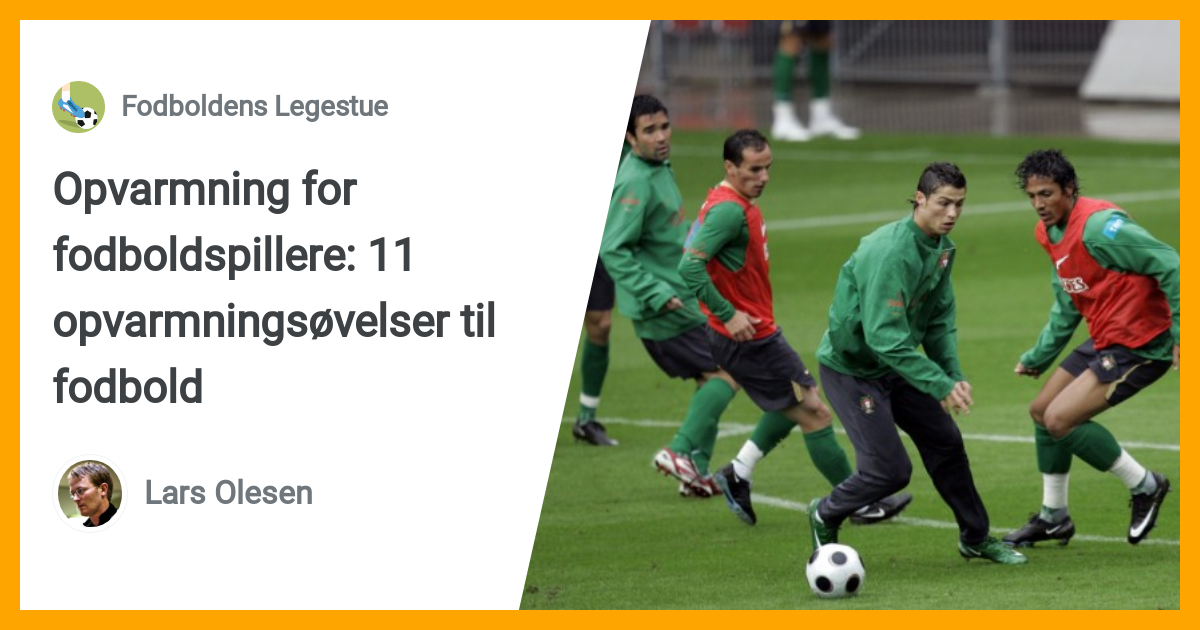 Fodboldens Legestue
Opvarmning for
fodboldspillere: 11
opvarmningsøvelser til
fodbold
Lars Olesen